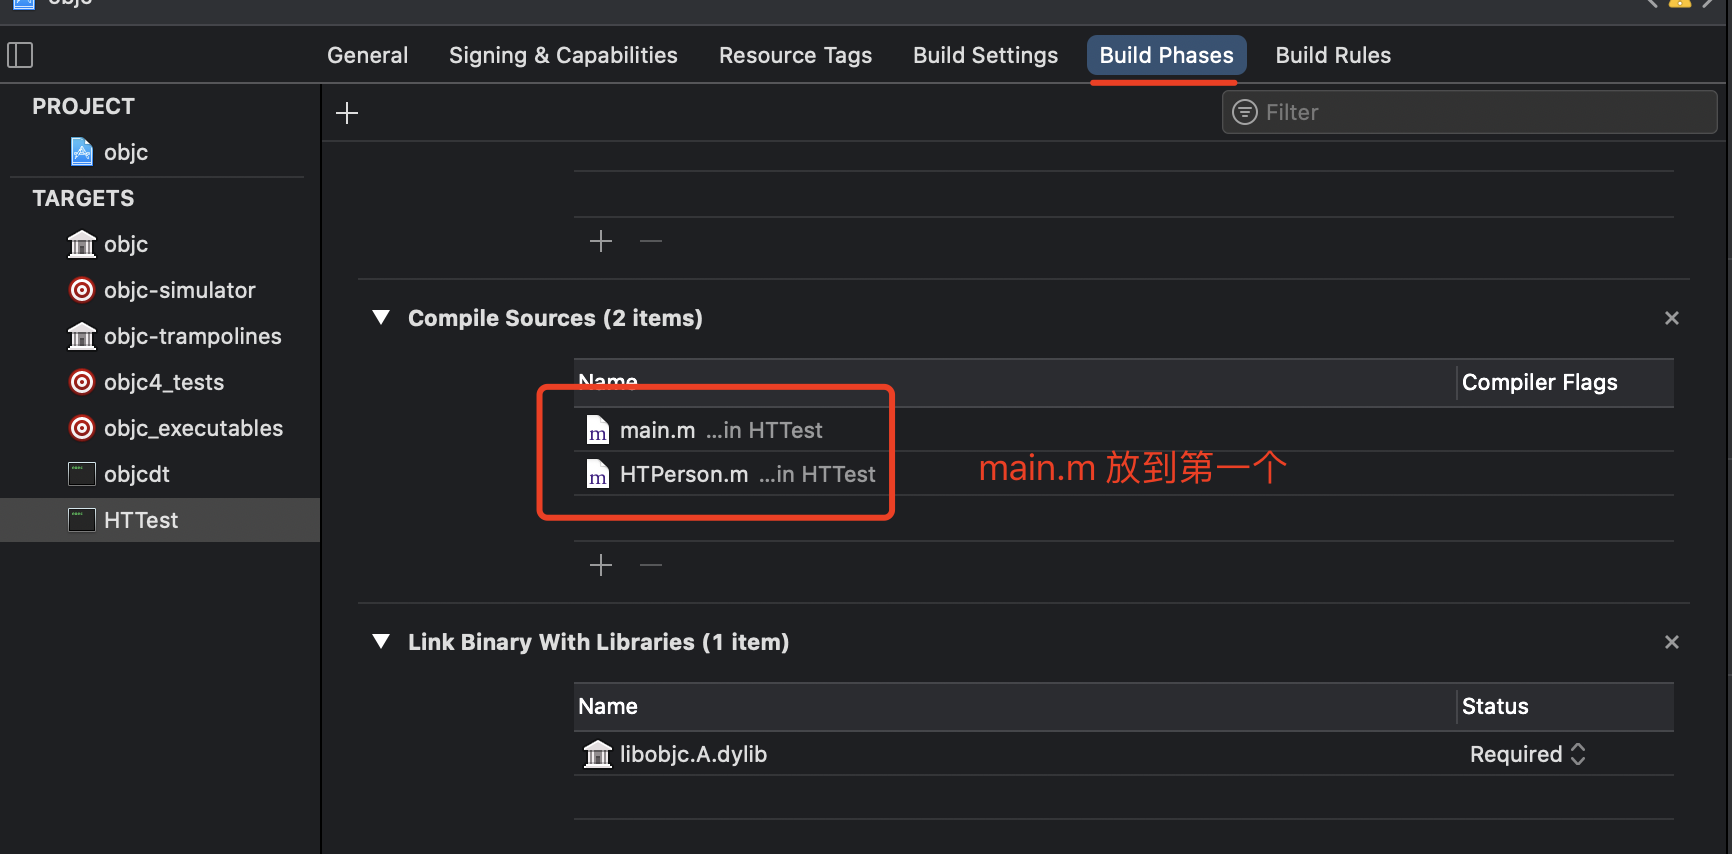 General Signing & Capabilities Resource Tags Build Settings Build Phases Build Rules
PROJECT
objc
TARGETS
objc
objc-simulator
objc-trampolines
objc4_tests
objc_executables
objcdt
HTTest
Filter
Compile Sources (2 items)
Name Compiler Flags
main.m ...in HTTest
HTPerson.m ...in HTTest
main.m 放到第一个
Link Binary With Libraries (1 item)
Name Status
libobjc.A.dylib Required